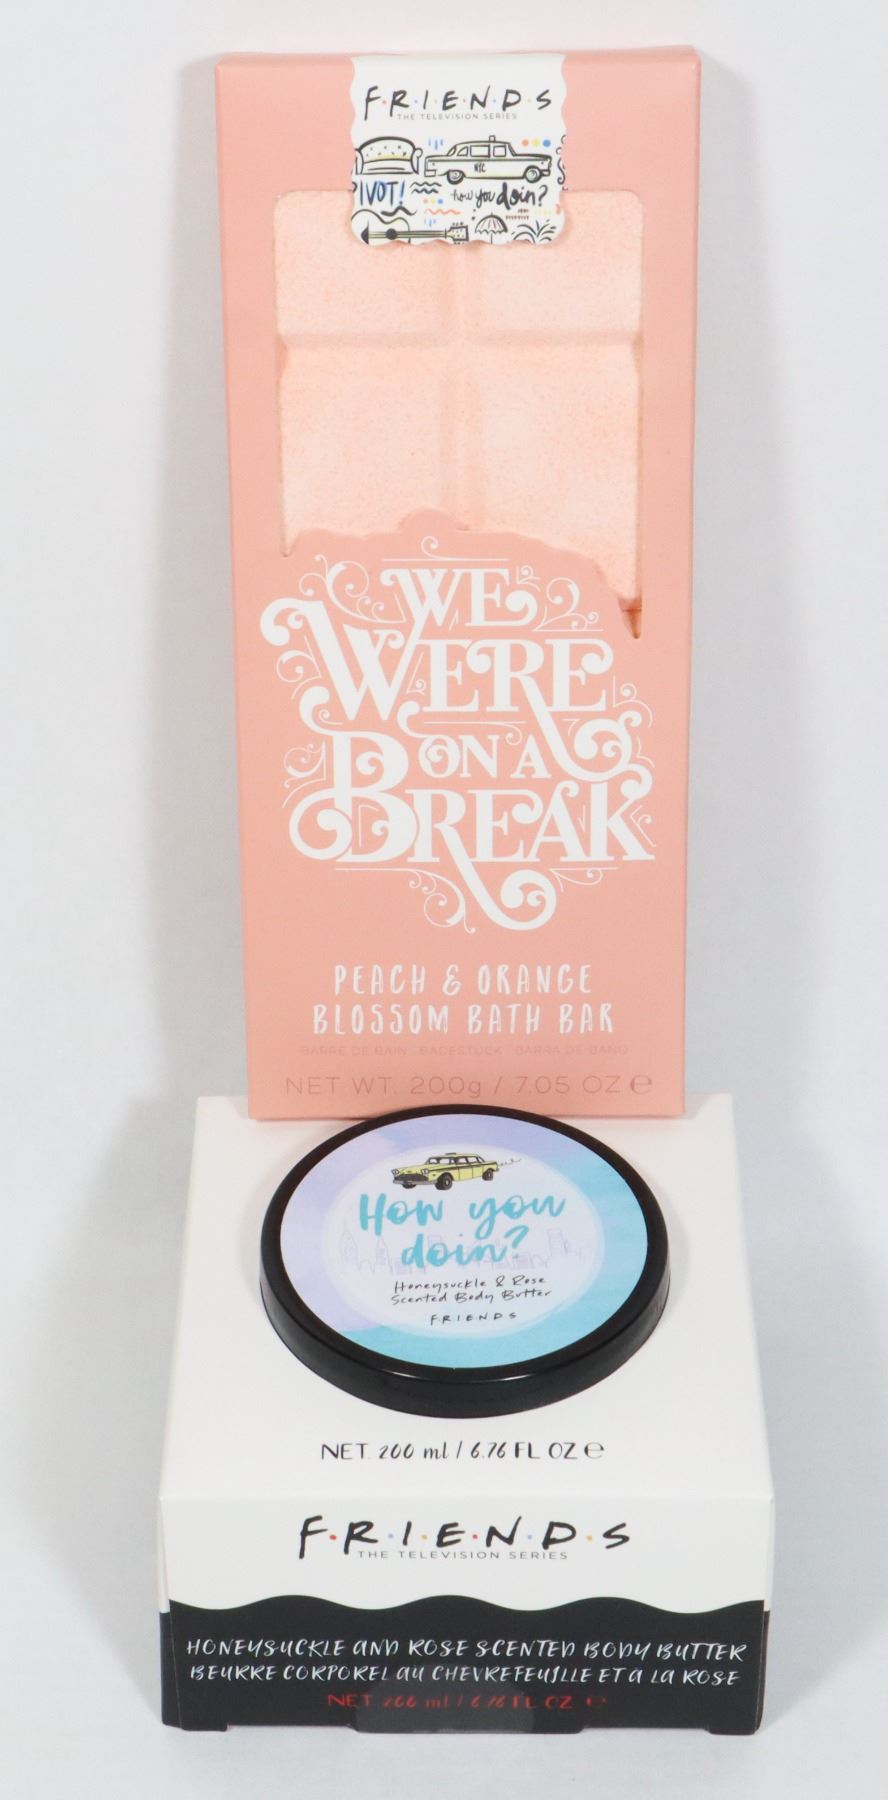 F·R·I·E·N·D·S
THE TELEVISION SERIES
NYC
IVOT!
how you doin?
WE
WERE
ON A
BREAK
PEACH & ORANGE
BLOSSOM BATH BAR
BARRE DE BAIN · BADESTÜCK · BARRA DE BAÑO
NET WT. 200g / 7.05 OZ ℮
How you
doin?
Honeysuckle & Rose
Scented Body Butter
F·R·I·E·N·D·S
NET. 200 ml / 6.76 FL OZ ℮
F·R·I·E·N·D·S
THE TELEVISION SERIES
HONEYSUCKLE AND ROSE SCENTED BODY BUTTER
BEURRE CORPOREL AU CHEVREFEUILLE ET A LA ROSE
NET 200 ml / 6.76 FL OZ ℮